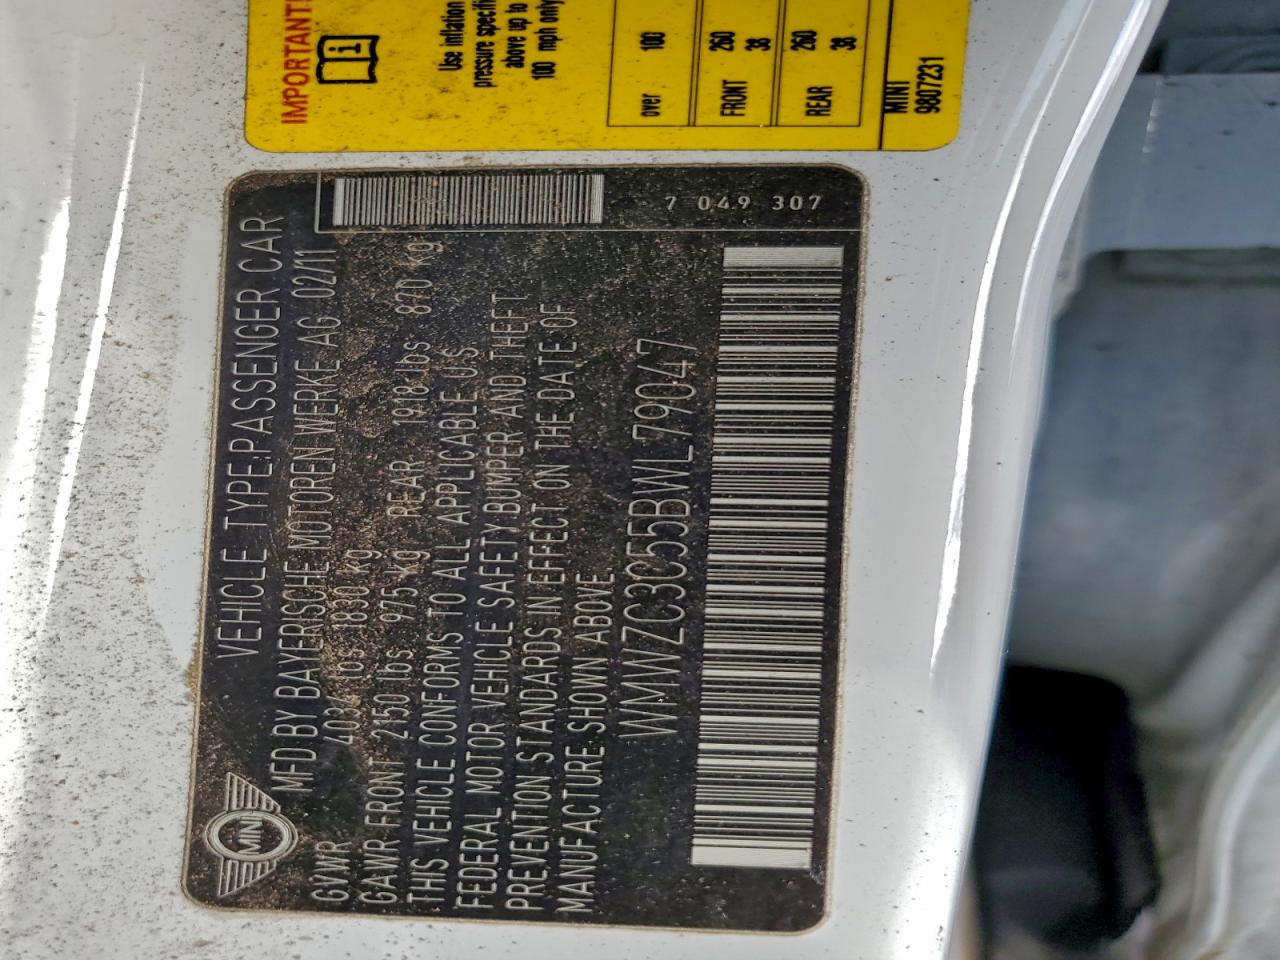 IMPORTANT
Use inflation
pressure specifi
above up to
100 mph only
over 100
FRONT 260
38
REAR 260
38
MINI
9807231
MINI
VEHICLE TYPE:PASSENGER CAR
MFD BY BAYERISCHE MOTOREN WERKE AG 02/11
GVWR lbs 1830 kg
GAWR FRONT 2150 lbs 975 kg REAR 1918 lbs 870 kg
THIS VEHICLE CONFORMS TO ALL APPLICABLE U.S.
FEDERAL MOTOR VEHICLE SAFETY BUMPER AND THEFT
PREVENTION STANDARDS IN EFFECT ON THE DATE OF
MANUFACTURE SHOWN ABOVE.
WMWZC3C55BWL79047
7 049 307